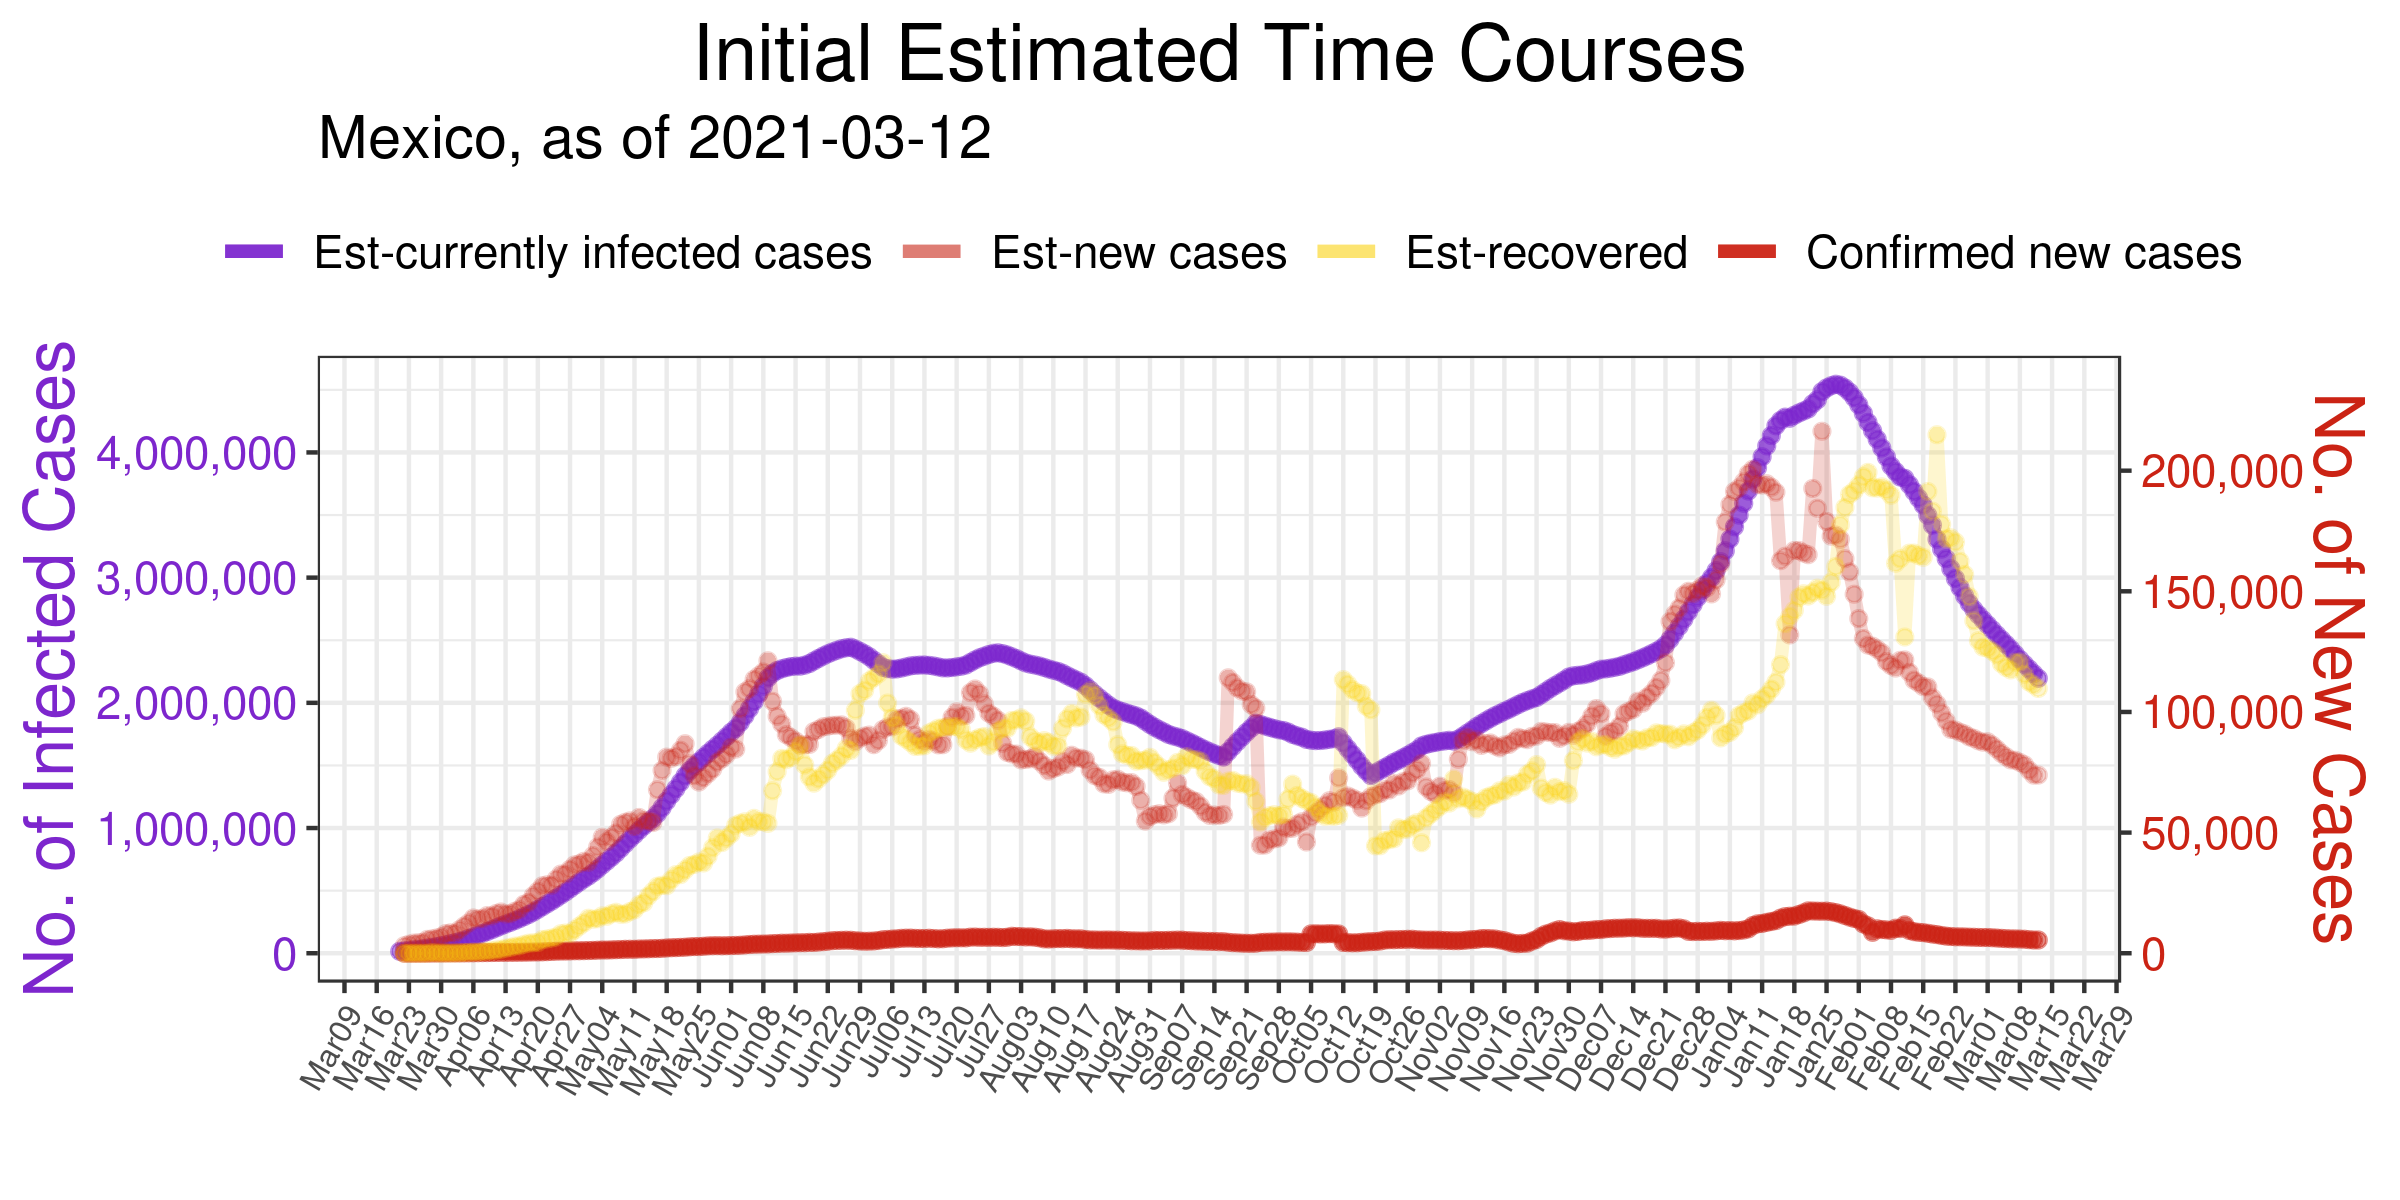 Initial Estimated Time Courses
Mexico, as of 2021-03-12
Est-currently infected cases Est-new cases Est-recovered Confirmed new cases
No. of Infected Cases
4,000,000
3,000,000
2,000,000
1,000,000
0
200,000
150,000
100,000
50,000
0
No. of New Cases
Mar09 Mar16 Mar23 Mar30 Apr06 Apr13 Apr20 Apr27 May04 May11 May18 May25 Jun01 Jun08 Jun15 Jun22 Jun29 Jul06 Jul13 Jul20 Jul27 Aug03 Aug10 Aug17 Aug24 Aug31 Sep07 Sep14 Sep21 Sep28 Oct05 Oct12 Oct19 Oct26 Nov02 Nov09 Nov16 Nov23 Nov30 Dec07 Dec14 Dec21 Dec28 Jan04 Jan11 Jan18 Jan25 Feb01 Feb08 Feb15 Feb22 Mar01 Mar08 Mar15 Mar22 Mar29